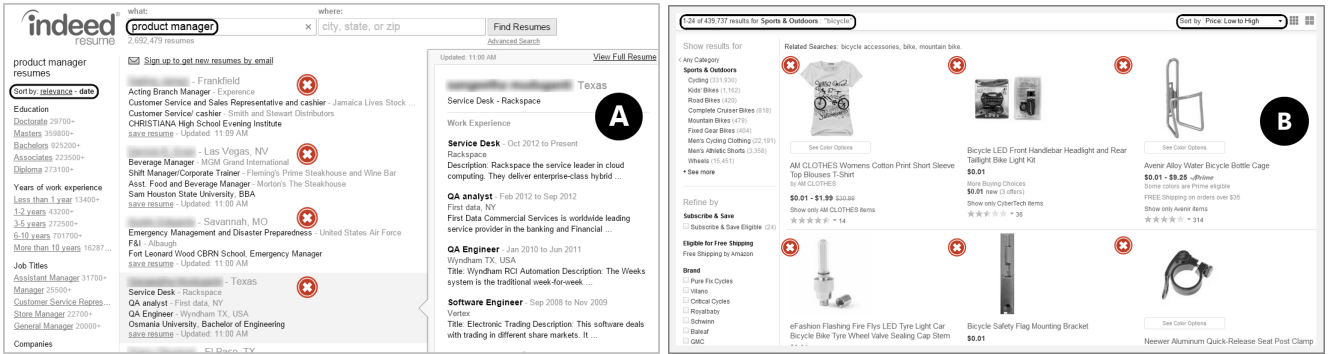 what:
where:
indeed
resume
product manager
×
city, state, or zip
Find Resumes
2,692,479 resumes
Advanced Search
product manager
resumes
Sort by: relevance - date
Education
Doctorate 29700+
Masters 359800+
Bachelors 925200+
Associates 223500+
Diploma 273100+
Years of work experience
Less than 1 year 13400+
1-2 years 43200+
3-5 years 272500+
6-10 years 701700+
More than 10 years 16287...
Job Titles
Assistant Manager 31700+
Manager 25500+
Customer Service Repres...
Store Manager 22700+
General Manager 20000+
Companies
Sign up to get new resumes by email
- Frankfield
Acting Branch Manager - Experence
Customer Service and Sales Representative and cashier - Jamaica Lives Stock ...
Customer Service/ cashier - Smith and Stewart Distributors
CHRISTIANA High School Evening Institute
save resume - Updated: 11:09 AM
- Las Vegas, NV
Beverage Manager - MGM Grand International
Shift Manager/Corporate Trainer - Fleming's Prime Steakhouse and Wine Bar
Asst. Food and Beverage Manager - Morton's The Steakhouse
Sam Houston State University, BBA
save resume - Updated: 11:00 AM
- Savannah, MO
Emergency Management and Disaster Preparedness - United States Air Force
F&I - Albaugh
Fort Leonard Wood CBRN School, Emergency Manager
save resume - Updated: 11:00 AM
- Texas
Service Desk - Rackspace
QA analyst - First data, NY
QA Engineer - Wyndham TX, USA
Osmania University, Bachelor of Engineering
save resume - Updated: 11:00 AM
- El Paso, TX
Updated: 11:00 AM
View Full Resume
Texas
Service Desk - Rackspace
A
Work Experience
Service Desk - Oct 2012 to Present
Rackspace
Description: Rackspace the service leader in cloud
computing. They deliver enterprise-class hybrid ...
QA analyst - Feb 2012 to Sep 2012
First data, NY
First Data Commercial Services is worldwide leading
service provider in the banking and Financial ...
QA Engineer - Jan 2010 to Jun 2011
Wyndham TX, USA
Title: Wyndham RCI Automation Description: The Weeks
system is the traditional week-for-week ...
Software Engineer - Sep 2008 to Nov 2009
Vertex
Title: Electronic Trading Description: This software deals
with trading in different share markets. It ...
1-24 of 439,737 results for Sports & Outdoors : "bicycle"
Sort by Price: Low to High
Show results for
‹ Any Category
Sports & Outdoors
Cycling (331,930)
Kids' Bikes (1,162)
Road Bikes (420)
Complete Cruiser Bikes (818)
Mountain Bikes (479)
Fixed Gear Bikes (404)
Men's Cycling Clothing (22,191)
Men's Athletic Shorts (3,358)
Wheels (15,451)
+ See more
Refine by
Subscribe & Save
Subscribe & Save Eligible (24)
Eligible for Free Shipping
Free Shipping by Amazon
Brand
Pure Fix Cycles
Vilano
Critical Cycles
Royalbaby
Schwinn
Baleaf
GMC
Related Searches: bicycle accessories, bike, mountain bike.
See Color Options
AM CLOTHES Womens Cotton Print Short Sleeve
Top Blouses T-Shirt
by AM CLOTHES
$0.01 - $1.99 $30.99
Show only AM CLOTHES items
14
Bicycle LED Front Handlebar Headlight and Rear
Taillight Bike Light Kit
$0.01
More Buying Choices
$0.01 new (3 offers)
Show only CyberTech items
36
B
See Color Options
Avenir Alloy Water Bicycle Bottle Cage
$0.01 - $9.25 Prime
Some colors are Prime eligible
FREE Shipping on orders over $35
Show only Avenir items
314
eFashion Flashing Fire Flys LED Tyre Light Car
Bicycle Bike Tyre Wheel Valve Sealing Cap Stem
Bicycle Safety Flag Mounting Bracket
$0.01
See Color Options
Neewer Aluminum Quick-Release Seat Post Clamp